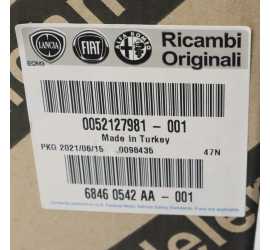 LANCIA FIAT ALFA ROMEO Ricambi
Originali
0052127981 - 001
Made in Turkey
PKG 2021/06/15 0098436 47N
6846 0542 AA - 001